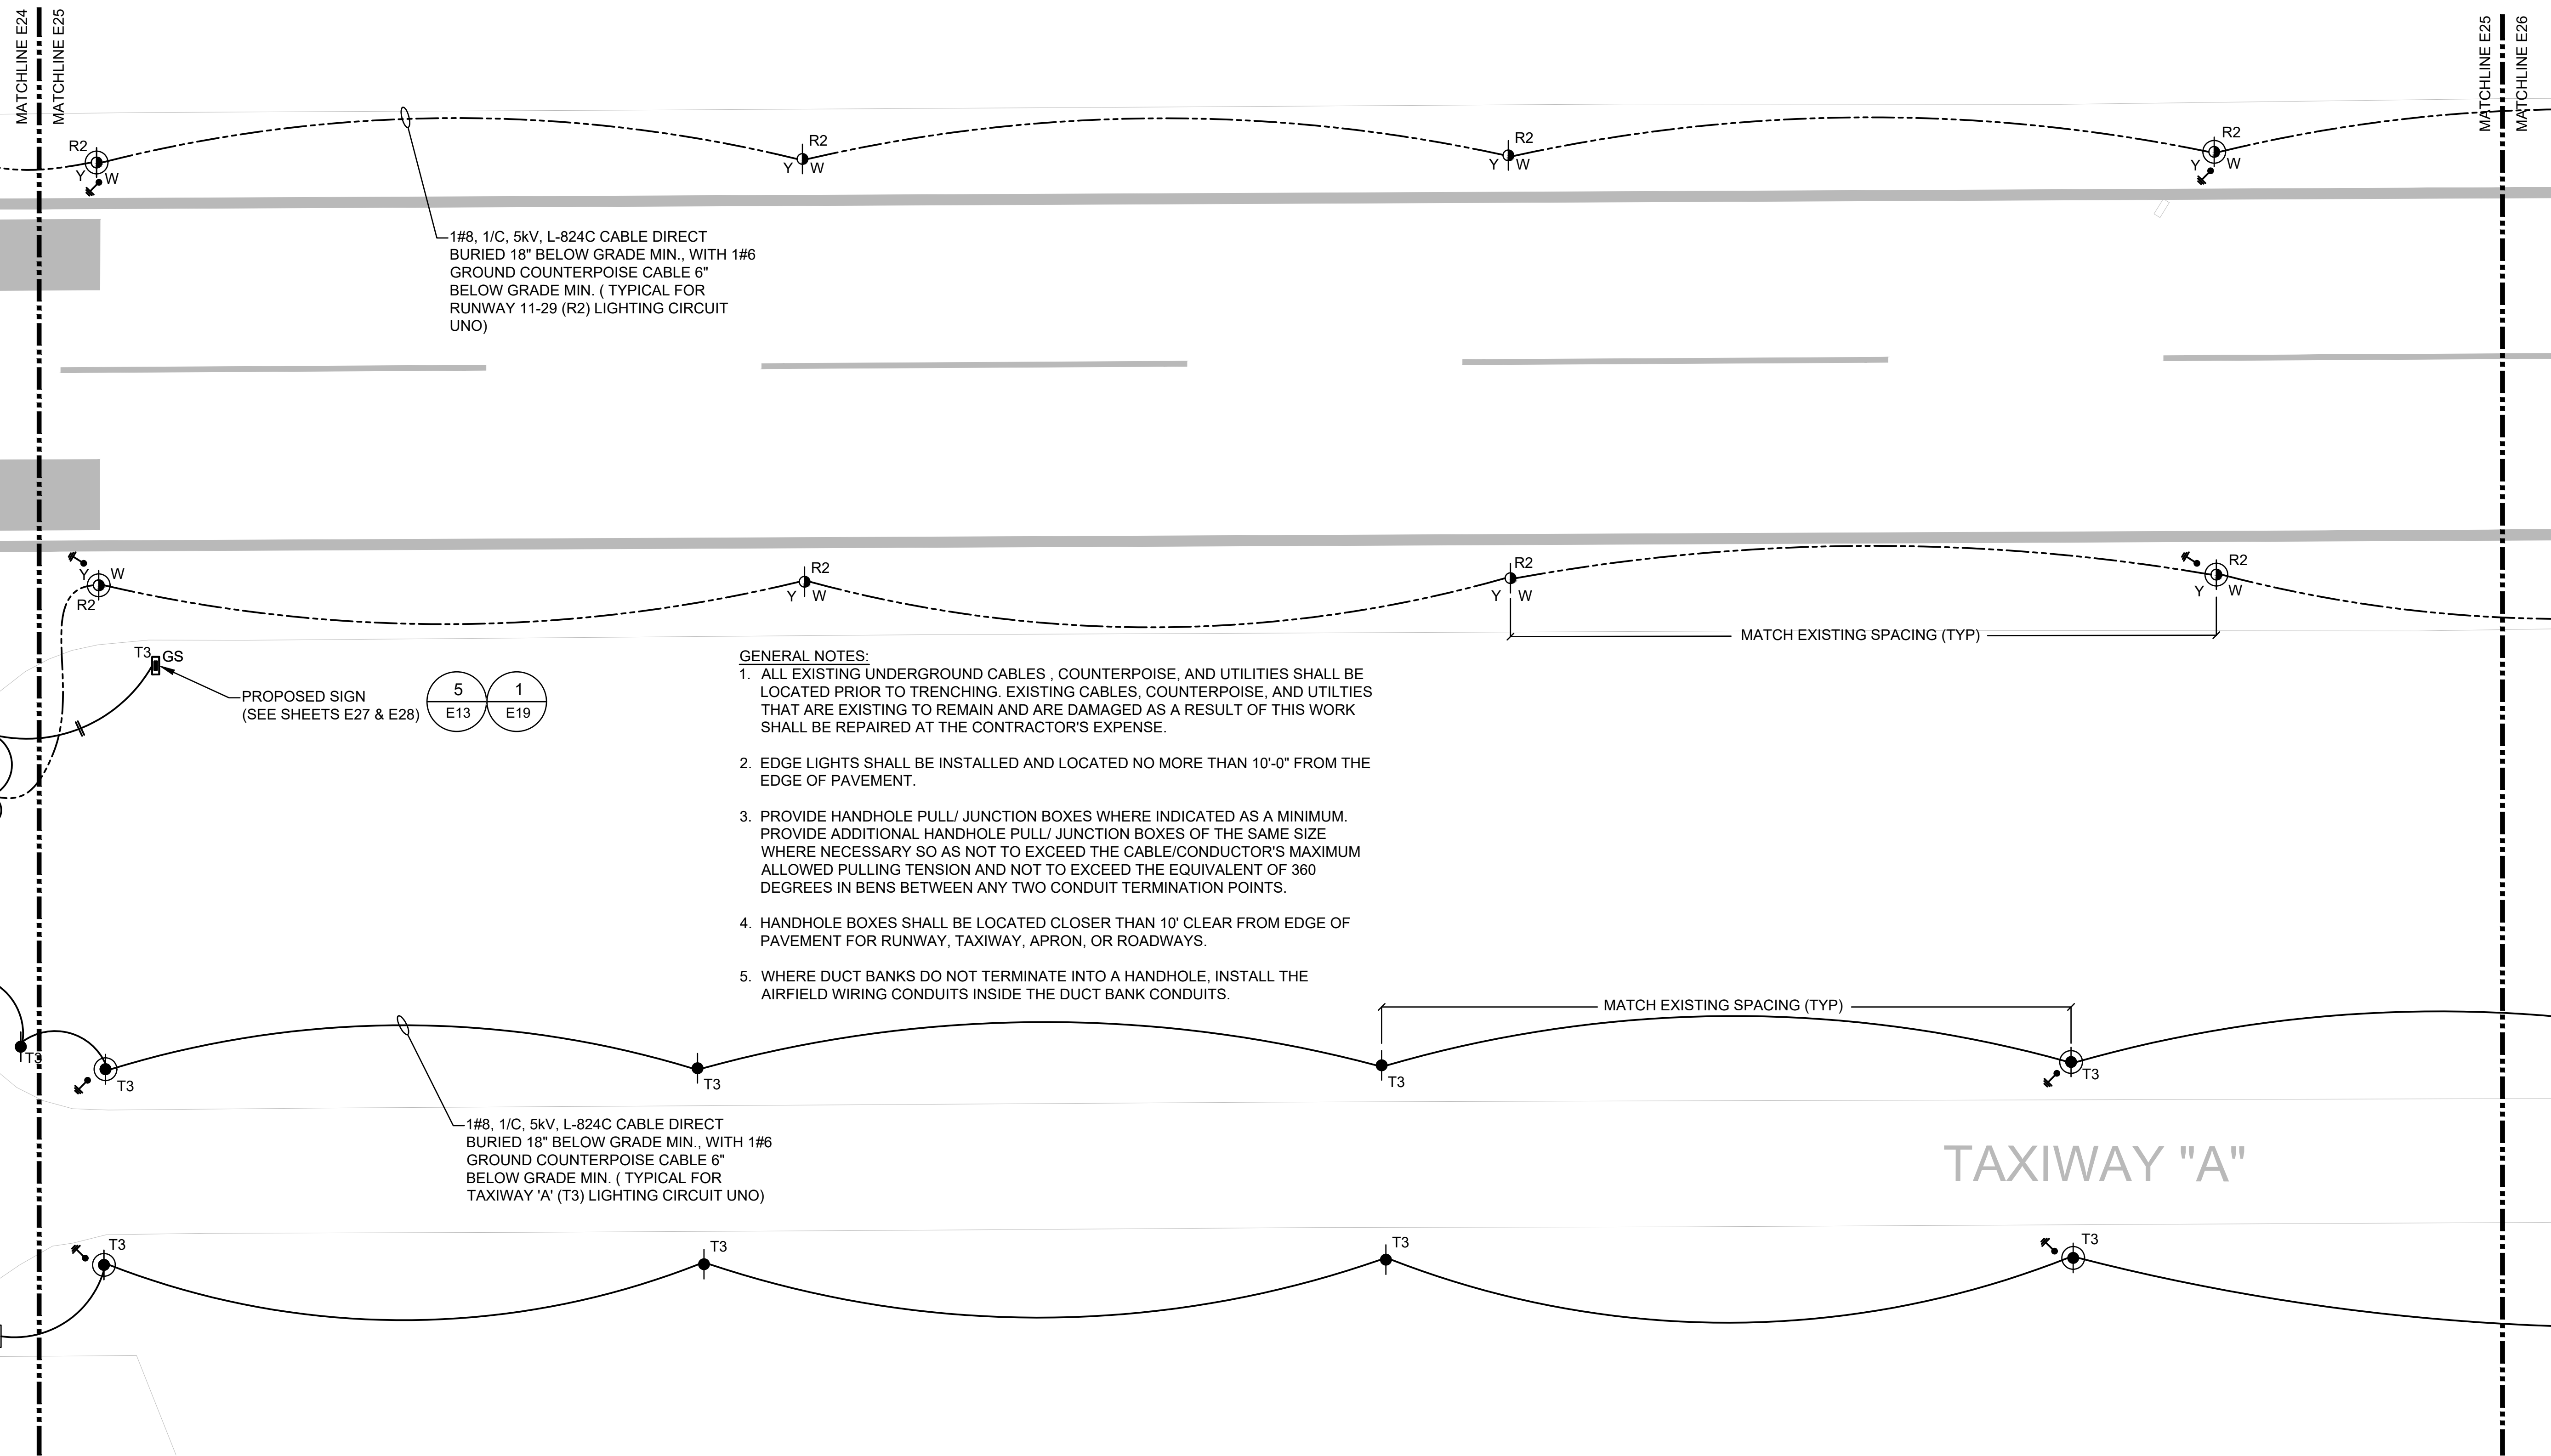 MATCHLINE E24
MATCHLINE E25
MATCHLINE E25
MATCHLINE E26
R2
Y
W
R2
Y
W
R2
Y
W
R2
Y
W
1#8, 1/C, 5kV, L-824C CABLE DIRECT
BURIED 18" BELOW GRADE MIN., WITH 1#6
GROUND COUNTERPOISE CABLE 6"
BELOW GRADE MIN. ( TYPICAL FOR
RUNWAY 11-29 (R2) LIGHTING CIRCUIT
UNO)
Y
W
R2
R2
Y
W
R2
Y
W
R2
Y
W
MATCH EXISTING SPACING (TYP)
T3
GS
PROPOSED SIGN
(SEE SHEETS E27 & E28)
5
E13
1
E19
GENERAL NOTES:
1. ALL EXISTING UNDERGROUND CABLES , COUNTERPOISE, AND UTILITIES SHALL BE
LOCATED PRIOR TO TRENCHING. EXISTING CABLES, COUNTERPOISE, AND UTILTIES
THAT ARE EXISTING TO REMAIN AND ARE DAMAGED AS A RESULT OF THIS WORK
SHALL BE REPAIRED AT THE CONTRACTOR'S EXPENSE.
2. EDGE LIGHTS SHALL BE INSTALLED AND LOCATED NO MORE THAN 10'-0" FROM THE
EDGE OF PAVEMENT.
3. PROVIDE HANDHOLE PULL/ JUNCTION BOXES WHERE INDICATED AS A MINIMUM.
PROVIDE ADDITIONAL HANDHOLE PULL/ JUNCTION BOXES OF THE SAME SIZE
WHERE NECESSARY SO AS NOT TO EXCEED THE CABLE/CONDUCTOR'S MAXIMUM
ALLOWED PULLING TENSION AND NOT TO EXCEED THE EQUIVALENT OF 360
DEGREES IN BENS BETWEEN ANY TWO CONDUIT TERMINATION POINTS.
4. HANDHOLE BOXES SHALL BE LOCATED CLOSER THAN 10' CLEAR FROM EDGE OF
PAVEMENT FOR RUNWAY, TAXIWAY, APRON, OR ROADWAYS.
5. WHERE DUCT BANKS DO NOT TERMINATE INTO A HANDHOLE, INSTALL THE
AIRFIELD WIRING CONDUITS INSIDE THE DUCT BANK CONDUITS.
MATCH EXISTING SPACING (TYP)
T3
T3
T3
T3
T3
1#8, 1/C, 5kV, L-824C CABLE DIRECT
BURIED 18" BELOW GRADE MIN., WITH 1#6
GROUND COUNTERPOISE CABLE 6"
BELOW GRADE MIN. ( TYPICAL FOR
TAXIWAY 'A' (T3) LIGHTING CIRCUIT UNO)
TAXIWAY "A"
T3
T3
T3
T3